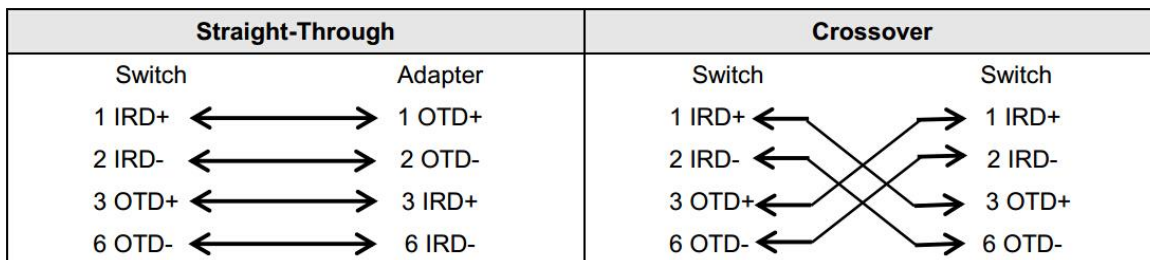 Straight-Through Crossover
Switch Adapter Switch Switch
1 IRD+ 1 OTD+ 1 IRD+ 1 IRD+
2 IRD- 2 OTD- 2 IRD- 2 IRD-
3 OTD+ 3 IRD+ 3 OTD+ 3 OTD+
6 OTD- 6 IRD- 6 OTD- 6 OTD-